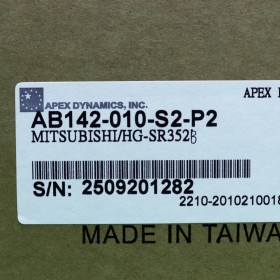 APEX DYNAMICS, INC.
APEX
AB142-010-S2-P2
MITSUBISHI/HG-SR352B
S/N: 2509201282
2210-2010210018
MADE IN TAIWA